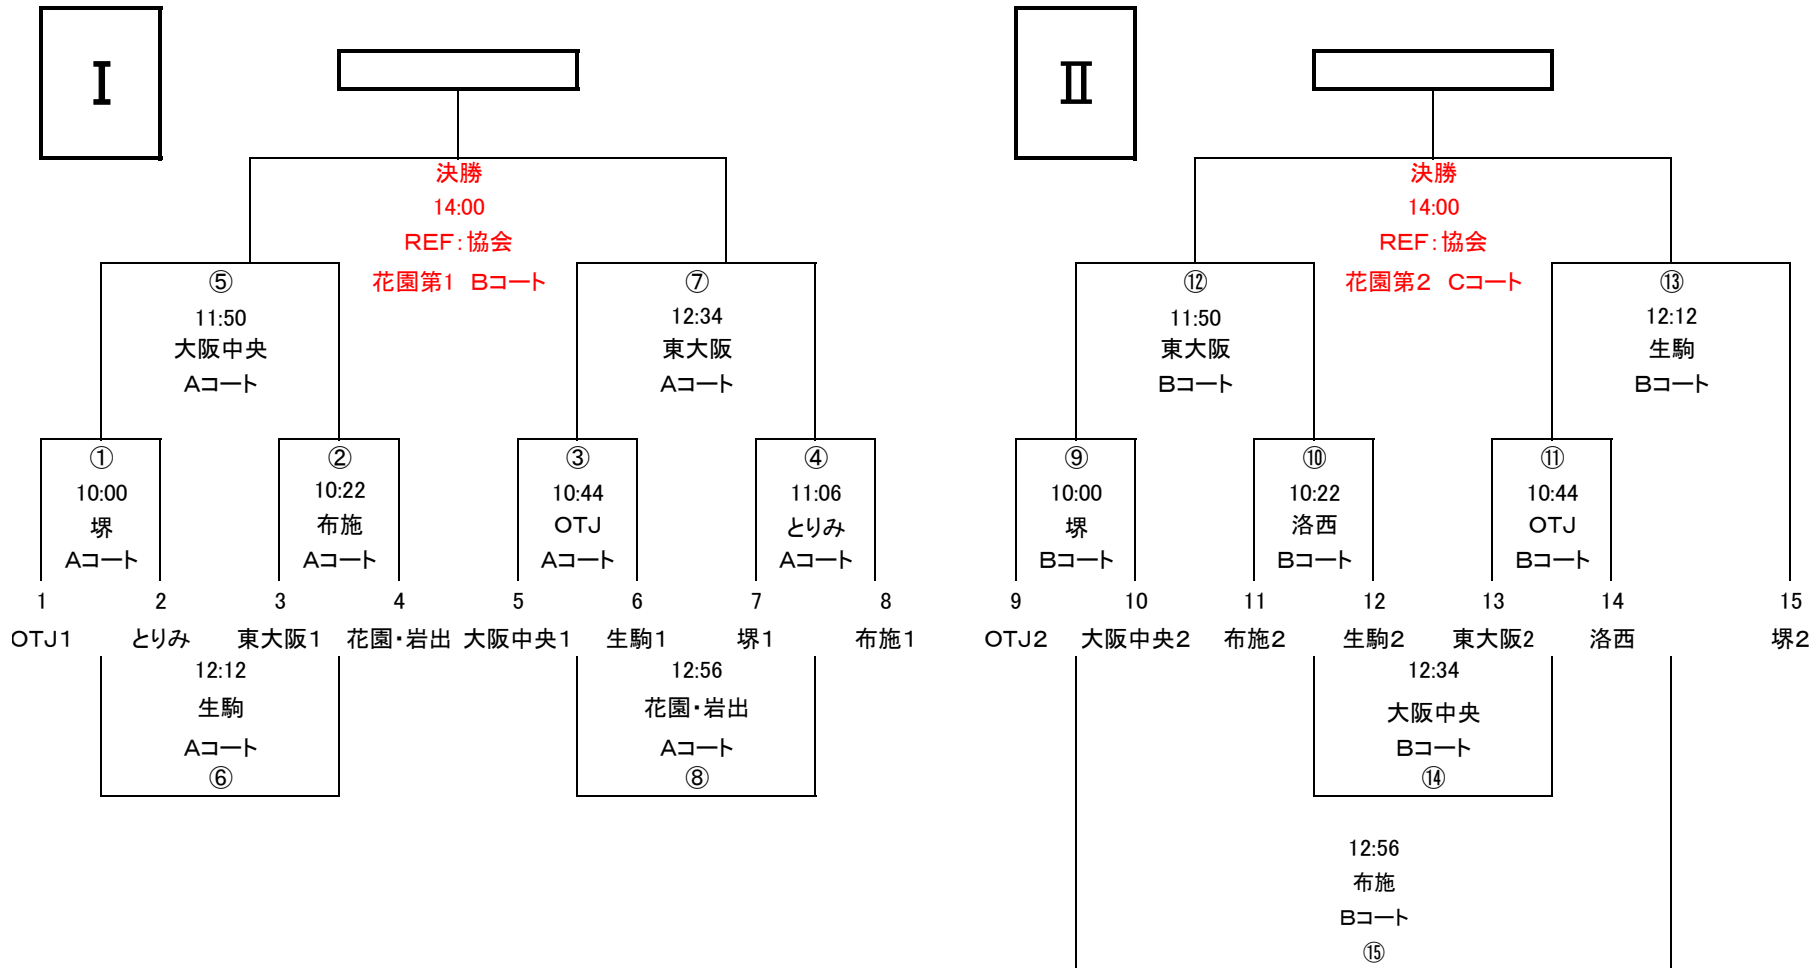 Ⅰ
決勝
14:00
REF:協会
花園第1 Bコート
⑤
11:50
大阪中央
Aコート
⑦
12:34
東大阪
Aコート
①
10:00
堺
Aコート
②
10:22
布施
Aコート
③
10:44
OTJ
Aコート
④
11:06
とりみ
Aコート
1 2 3 4 5 6 7 8
OTJ1 とりみ 東大阪1 花園・岩出 大阪中央1 生駒1 堺1 布施1
12:12
生駒
Aコート
⑥
12:56
花園・岩出
Aコート
⑧
Ⅱ
決勝
14:00
REF:協会
花園第2 Cコート
⑫
11:50
東大阪
Bコート
⑬
12:12
生駒
Bコート
⑨
10:00
堺
Bコート
⑩
10:22
洛西
Bコート
⑪
10:44
OTJ
Bコート
9 10 11 12 13 14 15
OTJ2 大阪中央2 布施2 生駒2 東大阪2 洛西 堺2
12:34
大阪中央
Bコート
⑭
12:56
布施
Bコート
⑮